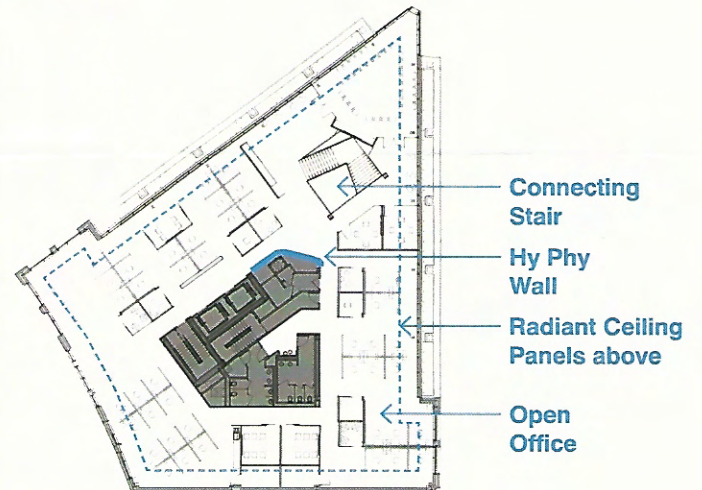 Connecting
Stair
Hy Phy
Wall
Radiant Ceiling
Panels above
Open
Office